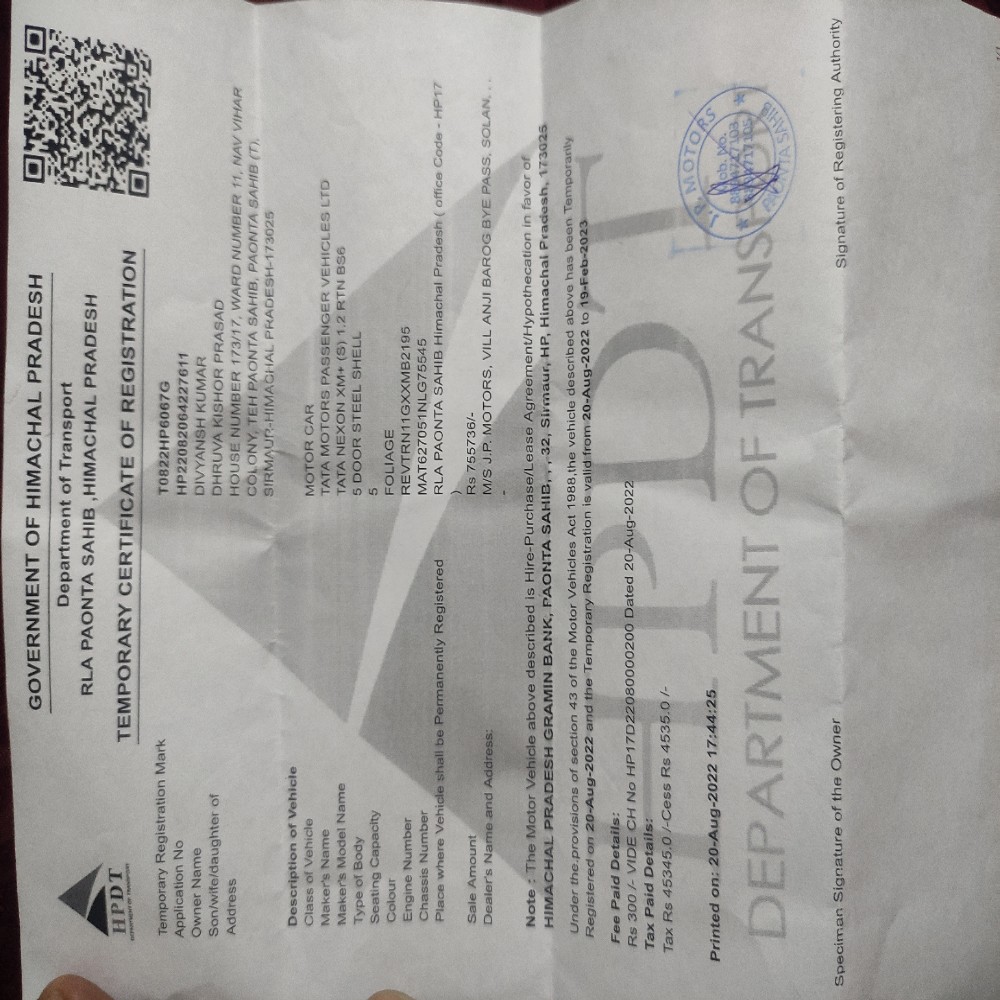 GOVERNMENT OF HIMACHAL PRADESH
Department of Transport
RLA PAONTA SAHIB ,HIMACHAL PRADESH
TEMPORARY CERTIFICATE OF REGISTRATION
HPDT
Temporary Registration Mark T0822HP6067G
Application No HP22082064227611
Owner Name DIVYANSH KUMAR
Son/wife/daughter of DHRUVA KISHOR PRASAD
Address HOUSE NUMBER 173/17, WARD NUMBER 11, NAV VIHAR
COLONY, TEH PAONTA SAHIB, PAONTA SAHIB (T),
SIRMAUR-HIMACHAL PRADESH-173025
Description of Vehicle
Class of Vehicle MOTOR CAR
Maker's Name TATA MOTORS PASSENGER VEHICLES LTD
Maker's Model Name TATA NEXON XM+ (S) 1.2 RTN BS6
Type of Body 5 DOOR STEEL SHELL
Seating Capacity 5
Colour FOLIAGE
Engine Number REVTRN11GXXMB2195
Chassis Number MAT627051NLG75545
Place where Vehicle shall be Permanently Registered RLA PAONTA SAHIB Himachal Pradesh ( office Code - HP17
)
Sale Amount Rs 755736/-
Dealer's Name and Address: M/S J.P. MOTORS, VILL ANJI BAROG BYE PASS, SOLAN. . .
-
Note : The Motor Vehicle above described is Hire-Purchase/Lease Agreement/Hypothecation in favor of
HIMACHAL PRADESH GRAMIN BANK, PAONTA SAHIB, , , 32, Sirmaur, HP, Himachal Pradesh, 173025
Under the provisions of section 43 of the Motor Vehicles Act 1988,the vehicle described above has been Temporarily
Registered on 20-Aug-2022 and the Temporary Registration is valid from 20-Aug-2022 to 19-Feb-2023
Fee Paid Details:
Rs 300 /- VIDE CH No HP17D22080000200 Dated 20-Aug-2022
Tax Paid Details:
Tax Rs 45345.0 /-Cess Rs 4535.0 /-
Printed on: 20-Aug-2022 17:44:25
J.P. MOTORS
PAONTA SAHIB
HPDT
DEPARTMENT OF TRANSPORT
Speciman Signature of the Owner Signature of Registering Authority